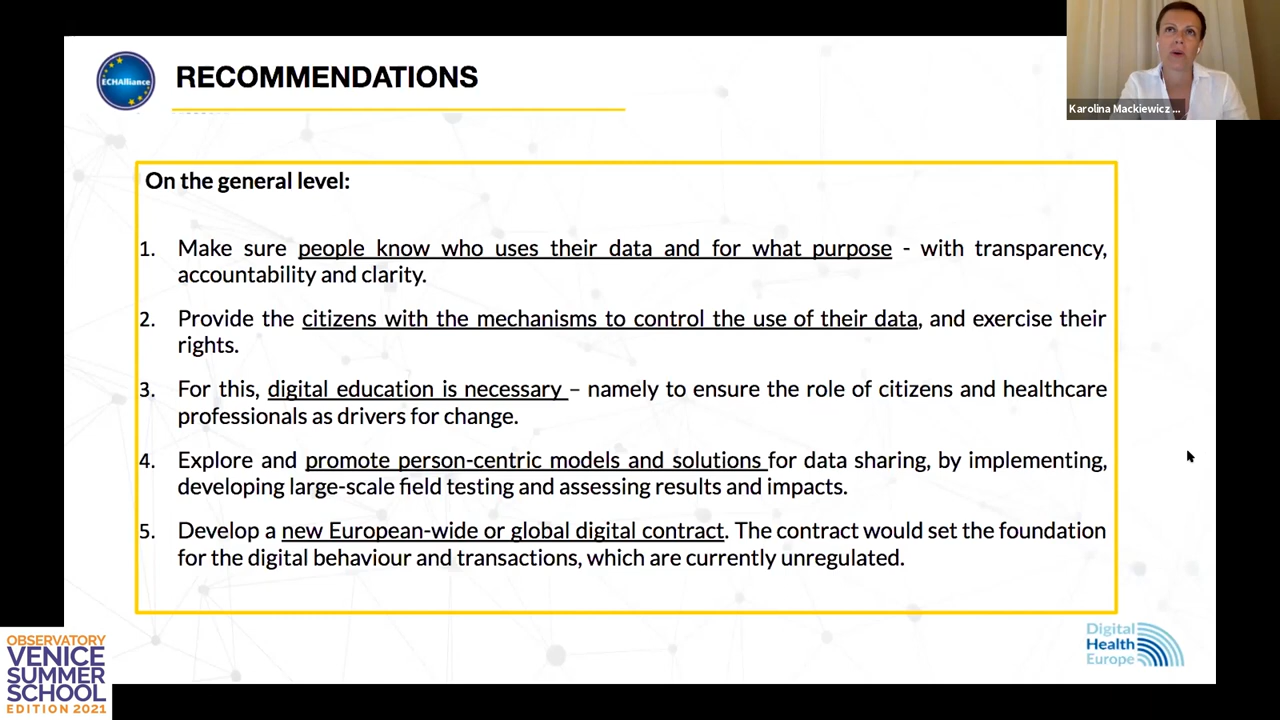 ECHAlliance
RECOMMENDATIONS
Karolina Mackiewicz ...
On the general level:
1. Make sure people know who uses their data and for what purpose - with transparency,
accountability and clarity.
2. Provide the citizens with the mechanisms to control the use of their data, and exercise their
rights.
3. For this, digital education is necessary – namely to ensure the role of citizens and healthcare
professionals as drivers for change.
4. Explore and promote person-centric models and solutions for data sharing, by implementing,
developing large-scale field testing and assessing results and impacts.
5. Develop a new European-wide or global digital contract. The contract would set the foundation
for the digital behaviour and transactions, which are currently unregulated.
Digital
Health
Europe
OBSERVATORY
VENICE
SUMMER
SCHOOL
EDITION 2021